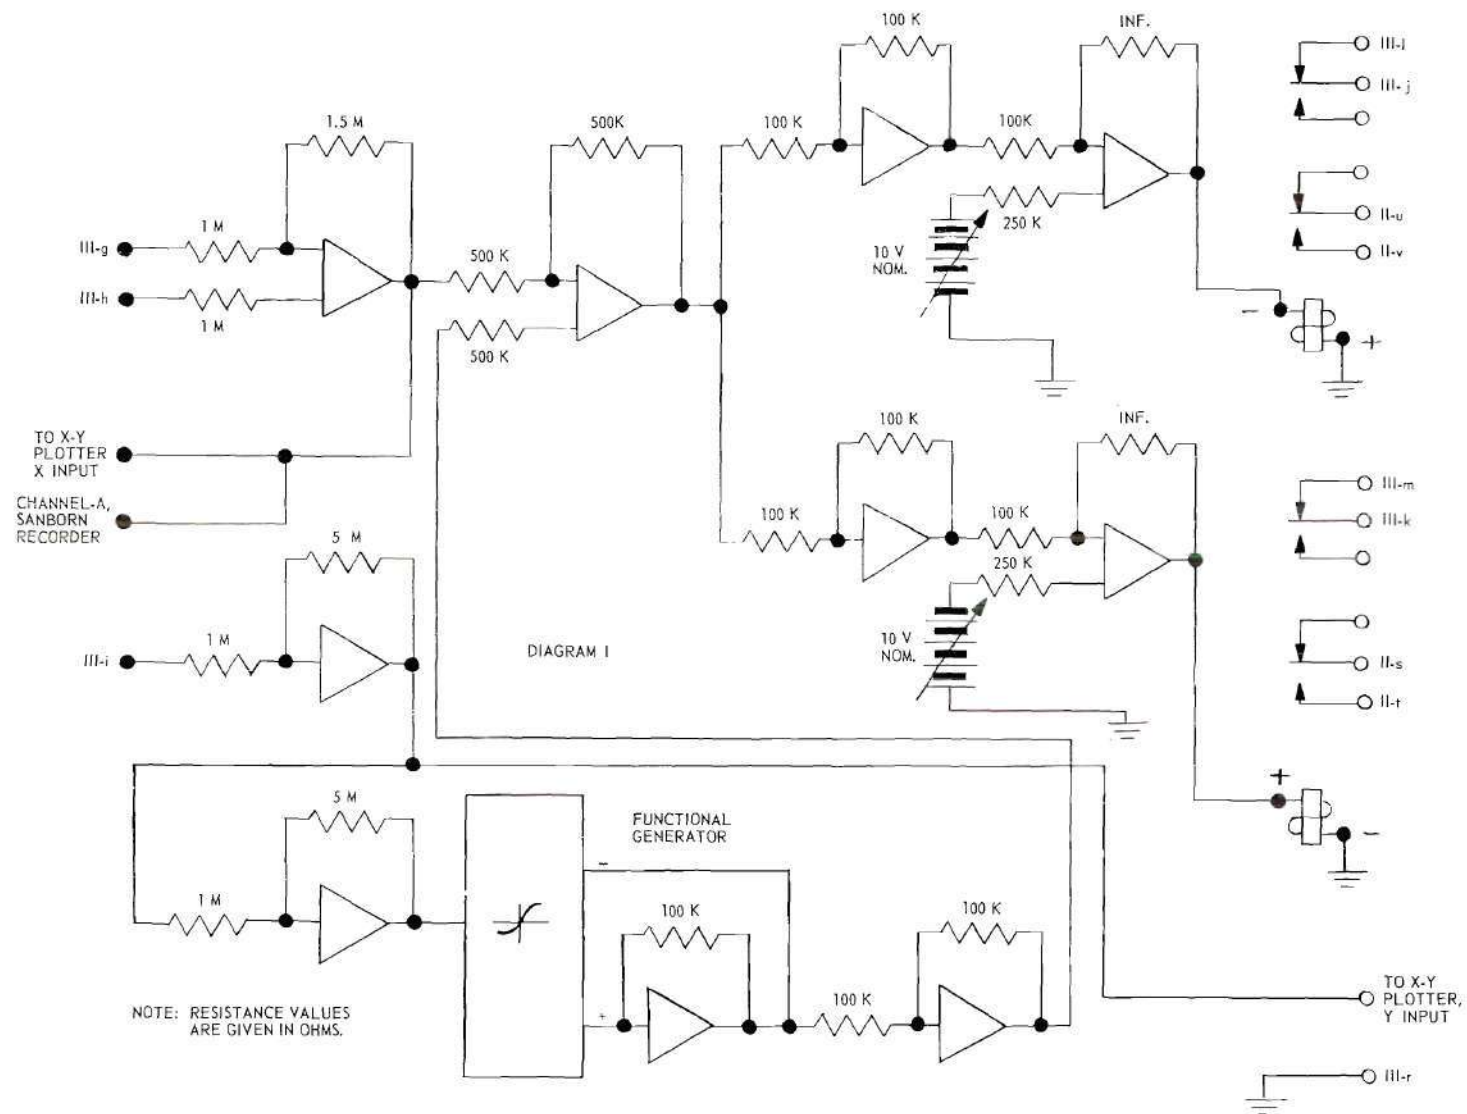 100 K
INF.
III-l
III-j
1.5 M
500K
100 K
100K
1 M
III-g
500 K
250 K
II-u
10 V
NOM.
II-v
III-h
1 M
500 K
-
+
TO X-Y
PLOTTER
X INPUT
100 K
INF.
III-m
CHANNEL-A,
SANBORN
RECORDER
100 K
100 K
III-k
5 M
250 K
1 M
III-i
DIAGRAM I
10 V
NOM.
II-s
II-t
+
-
5 M
FUNCTIONAL
GENERATOR
-
1 M
100 K
100 K
NOTE: RESISTANCE VALUES
ARE GIVEN IN OHMS.
+
100 K
TO X-Y
PLOTTER,
Y INPUT
III-r